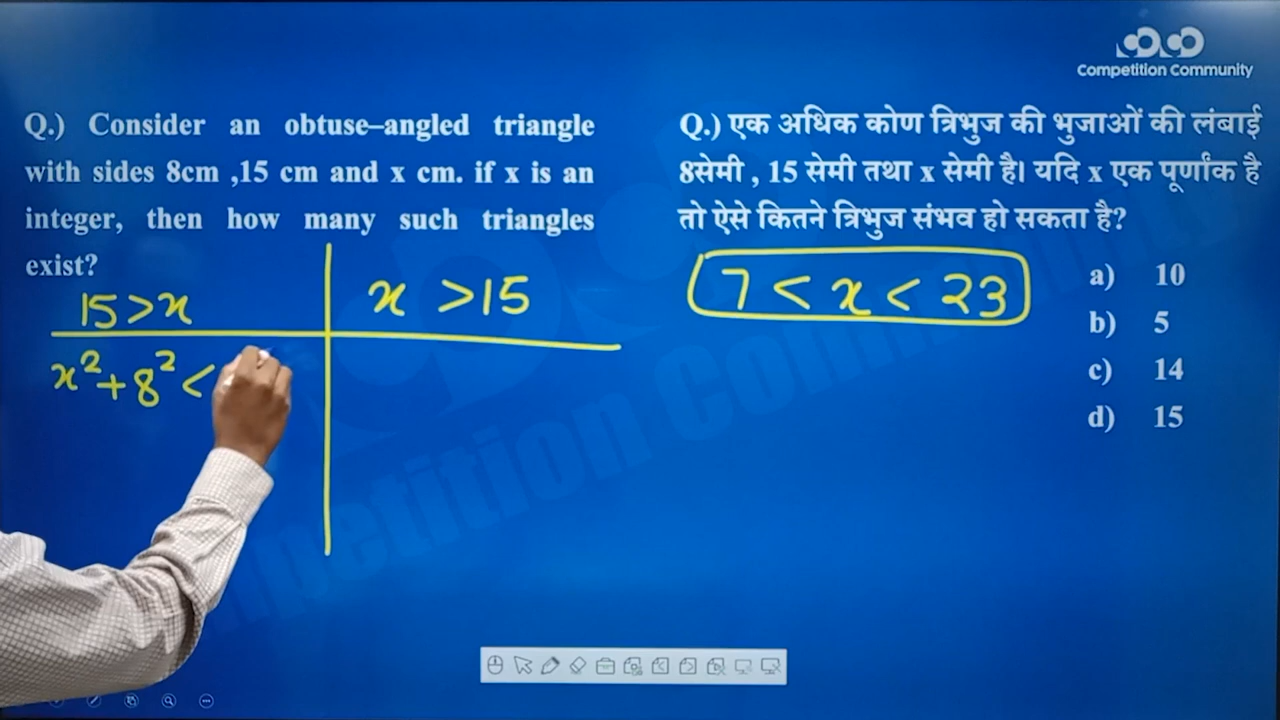 Competition Community
Q.) Consider an obtuse–angled triangle
with sides 8cm ,15 cm and x cm. if x is an
integer, then how many such triangles
exist?
15 > x
x > 15
x² + 8² <
Q.) एक अधिक कोण त्रिभुज की भुजाओं की लंबाई
8सेमी , 15 सेमी तथा x सेमी है। यदि x एक पूर्णांक है
तो ऐसे कितने त्रिभुज संभव हो सकता है?
7 < x < 23
a) 10
b) 5
c) 14
d) 15